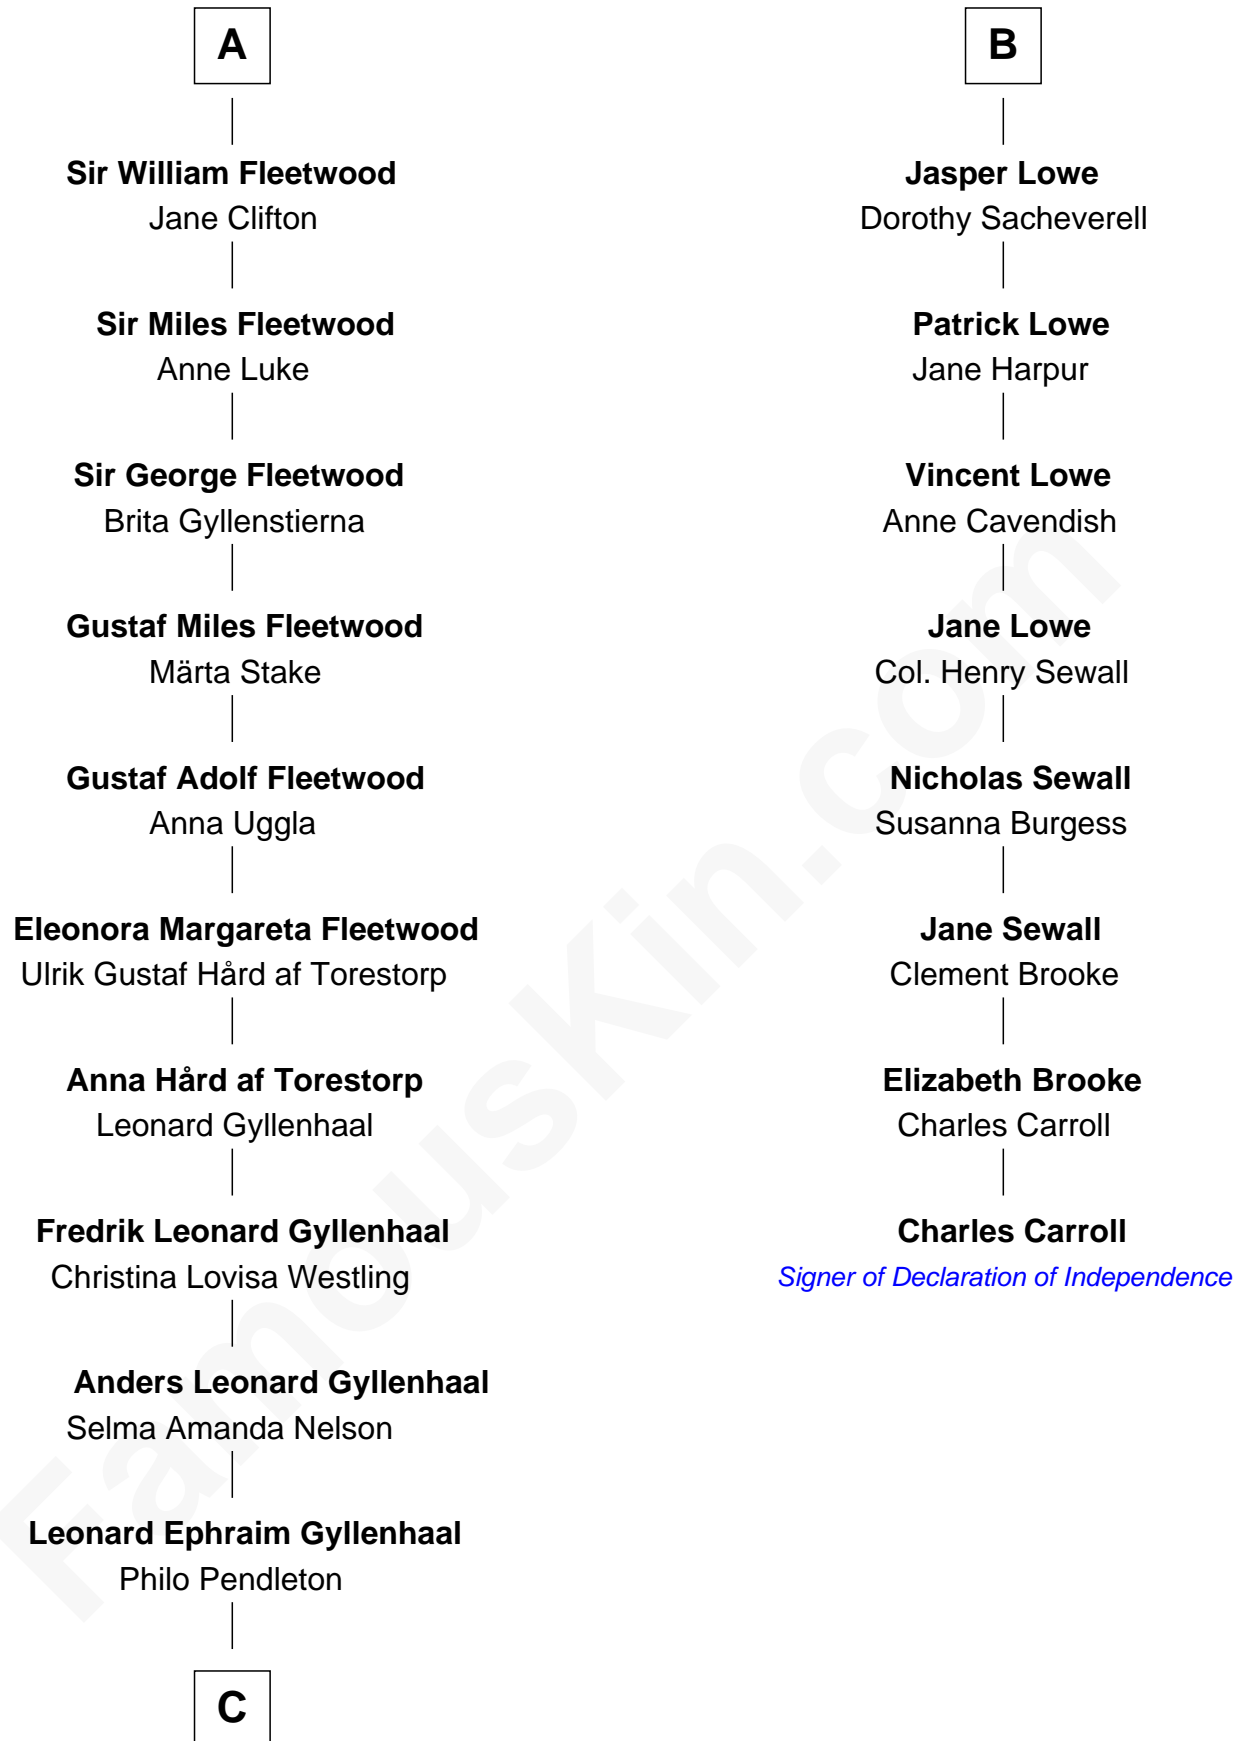 A
Sir William Fleetwood
Jane Clifton
Sir Miles Fleetwood
Anne Luke
Sir George Fleetwood
Brita Gyllenstierna
Gustaf Miles Fleetwood
Märta Stake
Gustaf Adolf Fleetwood
Anna Uggla
Eleonora Margareta Fleetwood
Ulrik Gustaf Hård af Torestorp
Anna Hård af Torestorp
Leonard Gyllenhaal
Fredrik Leonard Gyllenhaal
Christina Lovisa Westling
Anders Leonard Gyllenhaal
Selma Amanda Nelson
Leonard Ephraim Gyllenhaal
Philo Pendleton
C
B
Jasper Lowe
Dorothy Sacheverell
Patrick Lowe
Jane Harpur
Vincent Lowe
Anne Cavendish
Jane Lowe
Col. Henry Sewall
Nicholas Sewall
Susanna Burgess
Jane Sewall
Clement Brooke
Elizabeth Brooke
Charles Carroll
Charles Carroll
Signer of Declaration of Independence
FamousKin.com